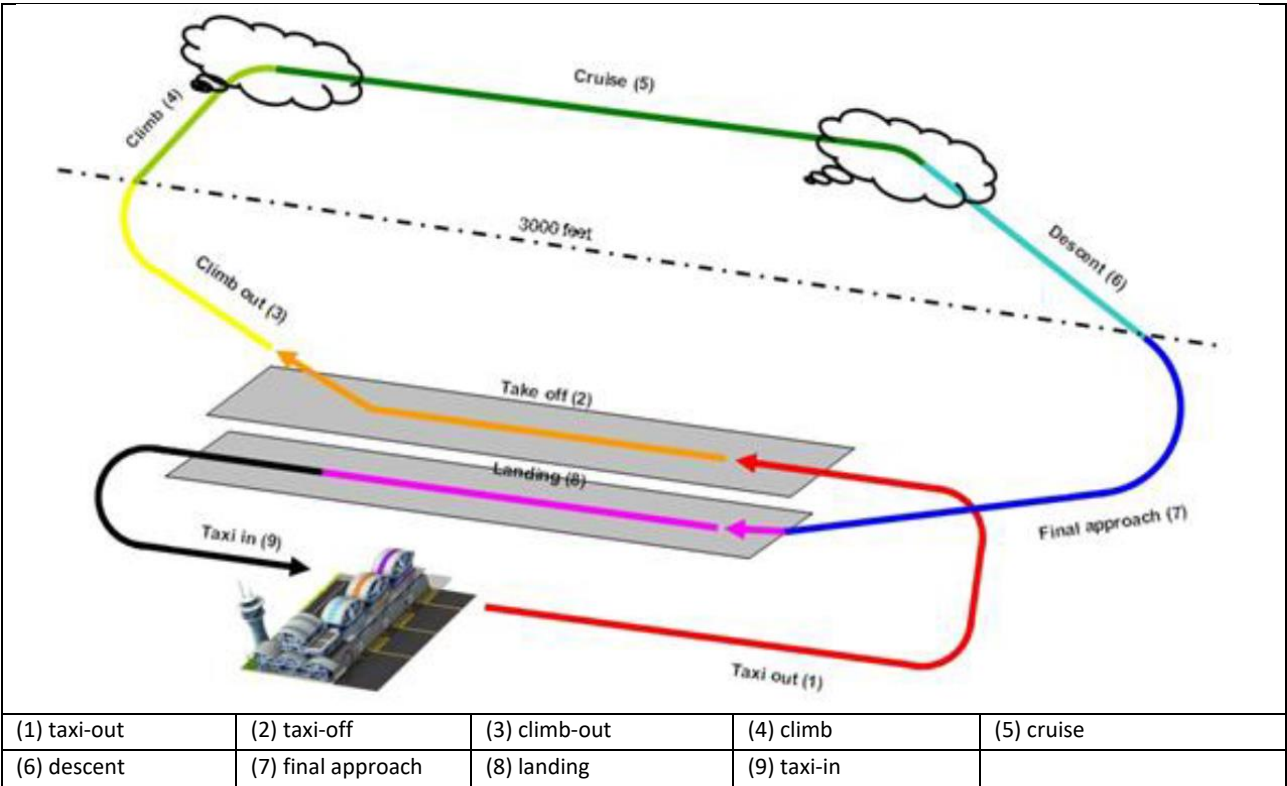 Cruise (5)
Climb (4)
3000 feet
Descent (6)
Climb out (3)
Take off (2)
Landing (8)
Final approach (7)
Taxi in (9)
Taxi out (1)
(1) taxi-out (2) taxi-off (3) climb-out (4) climb (5) cruise
(6) descent (7) final approach (8) landing (9) taxi-in